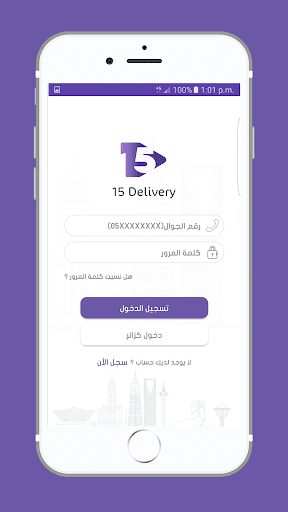 100% 1:01 p.m.
15
15 Delivery
رقم الجوال(05XXXXXXXX)
كلمة المرور
هل نسيت كلمة المرور ؟
تسجيل الدخول
دخول كزائر
لا يوجد لديك حساب ؟ سجل الأن